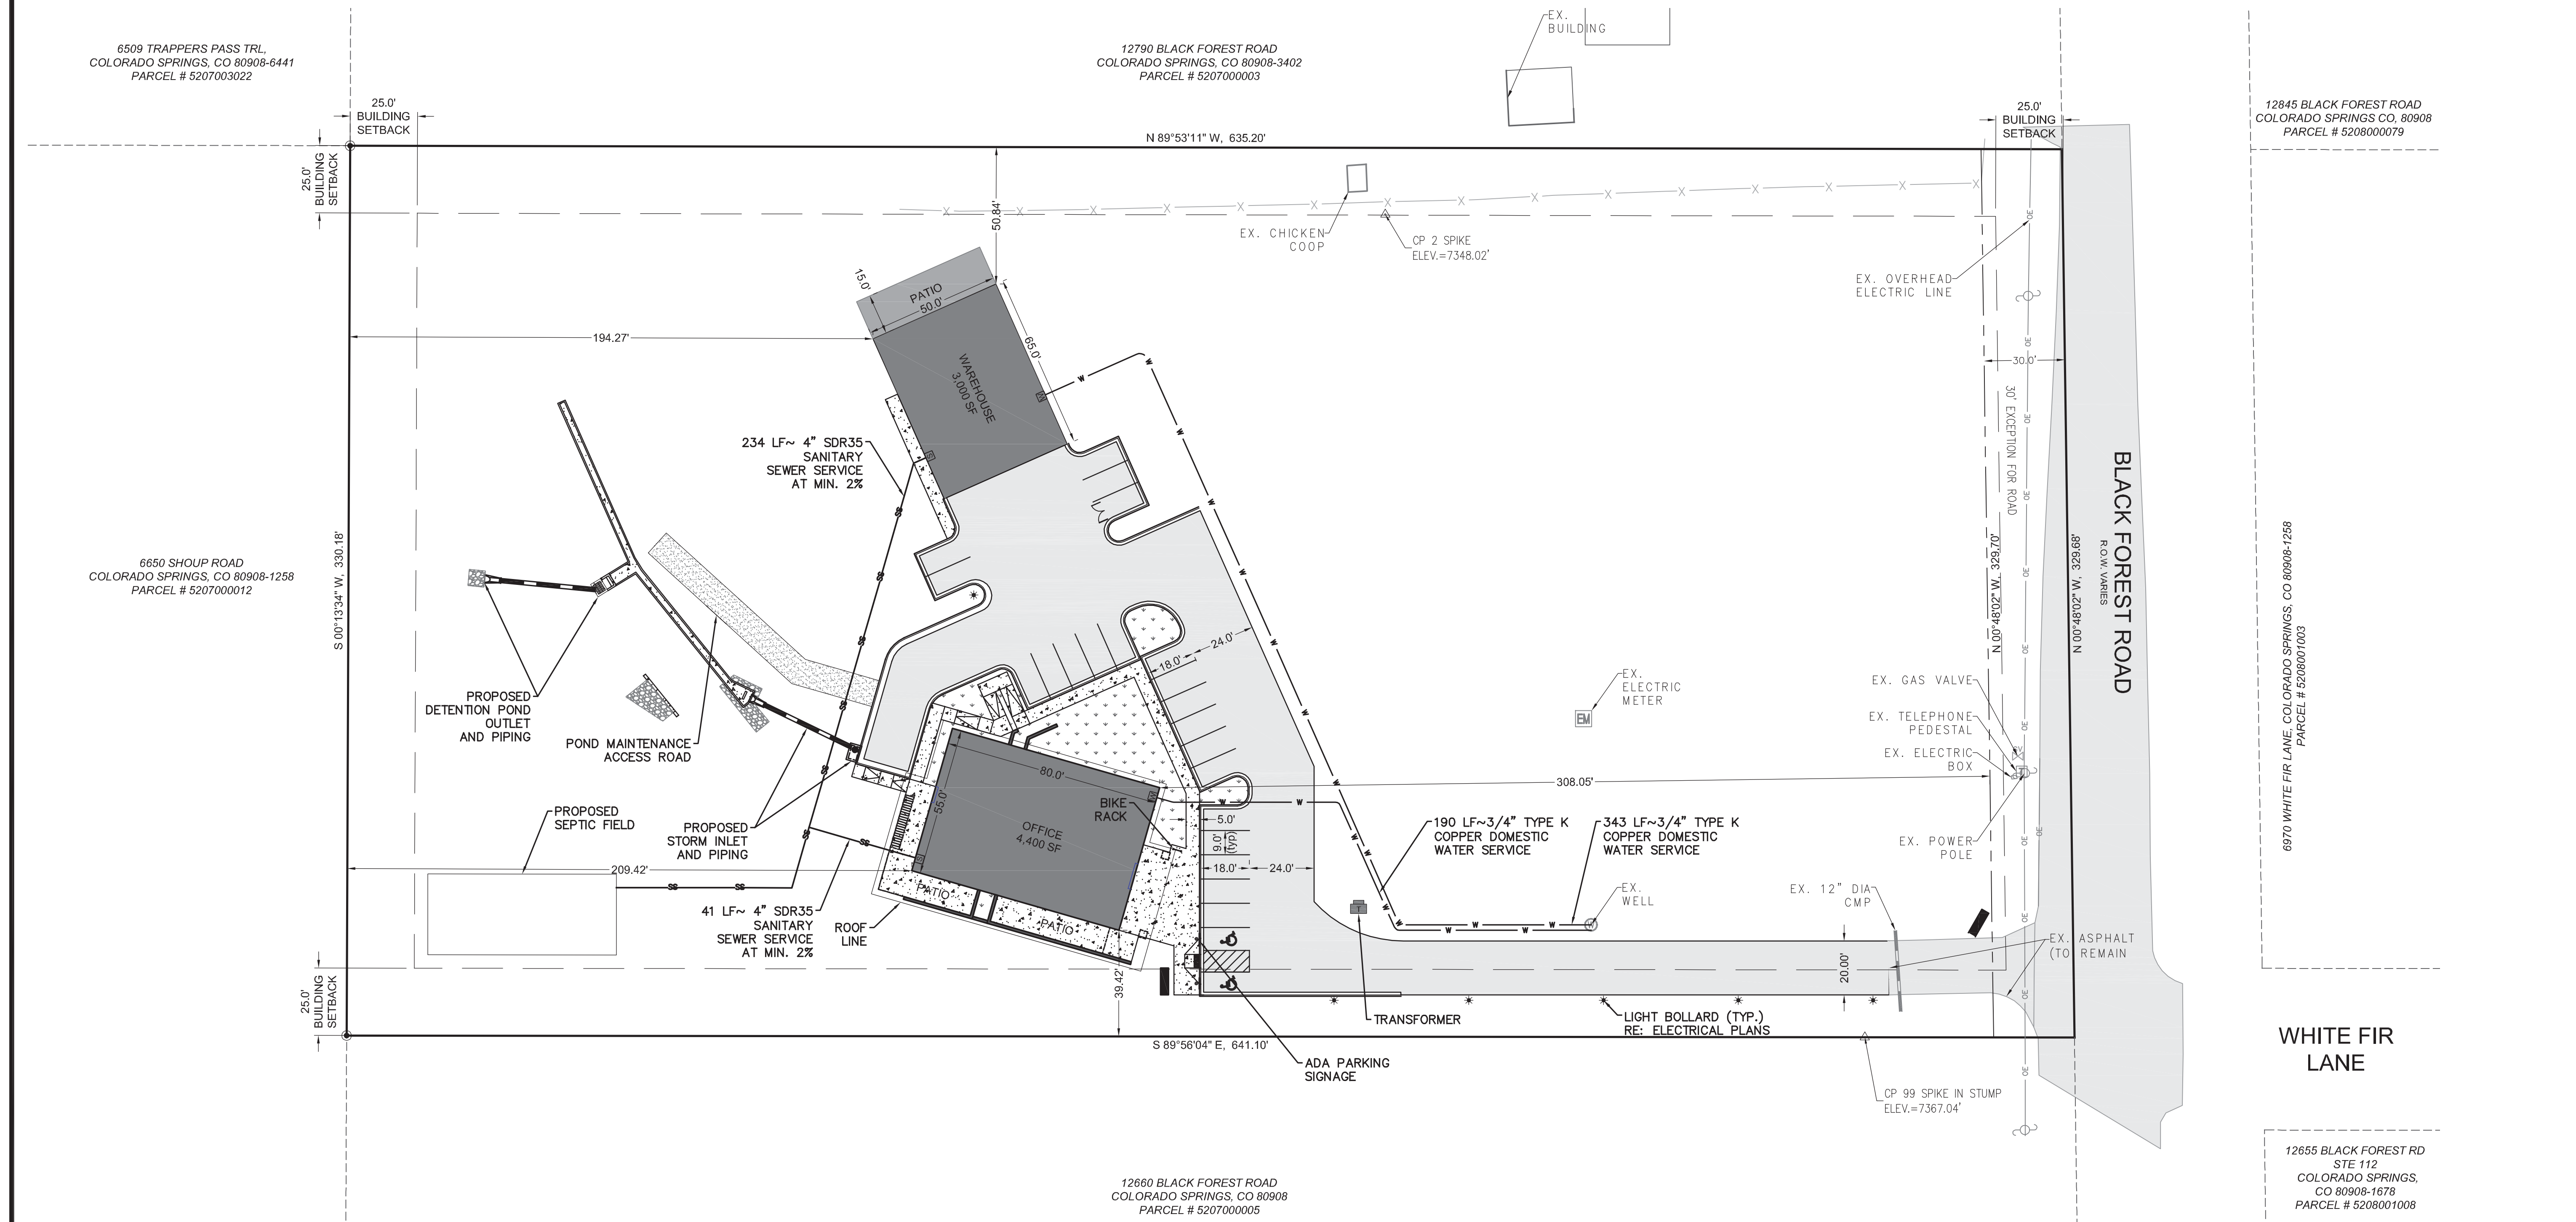 EX.
BUILDING
6509 TRAPPERS PASS TRL,
COLORADO SPRINGS, CO 80908-6441
PARCEL # 5207003022
12790 BLACK FOREST ROAD
COLORADO SPRINGS, CO 80908-3402
PARCEL # 5207000003
25.0'
BUILDING
SETBACK
25.0'
BUILDING
SETBACK
12845 BLACK FOREST ROAD
COLORADO SPRINGS CO, 80908
PARCEL # 5208000079
N 89°53'11" W, 635.20'
25.0'
BUILDING
SETBACK
50.84'
EX. CHICKEN
COOP
CP 2 SPIKE
ELEV.=7348.02'
EX. OVERHEAD
ELECTRIC LINE
15.0'
PATIO
50.0'
65.0'
WAREHOUSE
3,000 SF
194.27'
30.0'
30' EXCEPTION FOR ROAD
234 LF~ 4" SDR35
SANITARY
SEWER SERVICE
AT MIN. 2%
BLACK FOREST ROAD
R.O.W. VARIES
S 00°13'34" W, 330.18'
N 00°48'02" W, 329.70'
N 00°48'02" W, 329.68'
6650 SHOUP ROAD
COLORADO SPRINGS, CO 80908-1258
PARCEL # 5207000012
6970 WHITE FIR LANE, COLORADO SPRINGS, CO 80908-1258
PARCEL # 5208001003
24.0'
18.0'
PROPOSED
DETENTION POND
OUTLET
AND PIPING
POND MAINTENANCE
ACCESS ROAD
EX.
ELECTRIC
METER
EM
EX. GAS VALVE
EX. TELEPHONE
PEDESTAL
EX. ELECTRIC
BOX
80.0'
55.0'
308.05'
BIKE
RACK
OFFICE
4,400 SF
5.0'
9.0'
(typ)
18.0'
24.0'
PROPOSED
SEPTIC FIELD
PROPOSED
STORM INLET
AND PIPING
190 LF~3/4" TYPE K
COPPER DOMESTIC
WATER SERVICE
343 LF~3/4" TYPE K
COPPER DOMESTIC
WATER SERVICE
EX. POWER
POLE
209.42'
PATIO
PATIO
EX.
WELL
EX. 12" DIA
CMP
41 LF~ 4" SDR35
SANITARY
SEWER SERVICE
AT MIN. 2%
ROOF
LINE
EX. ASPHALT
(TO REMAIN
25.0'
BUILDING
SETBACK
39.42'
20.00'
TRANSFORMER
LIGHT BOLLARD (TYP.)
RE: ELECTRICAL PLANS
S 89°56'04" E, 641.10'
ADA PARKING
SIGNAGE
WHITE FIR
LANE
CP 99 SPIKE IN STUMP
ELEV.=7367.04'
12660 BLACK FOREST ROAD
COLORADO SPRINGS, CO 80908
PARCEL # 5207000005
12655 BLACK FOREST RD
STE 112
COLORADO SPRINGS,
CO 80908-1678
PARCEL # 5208001008